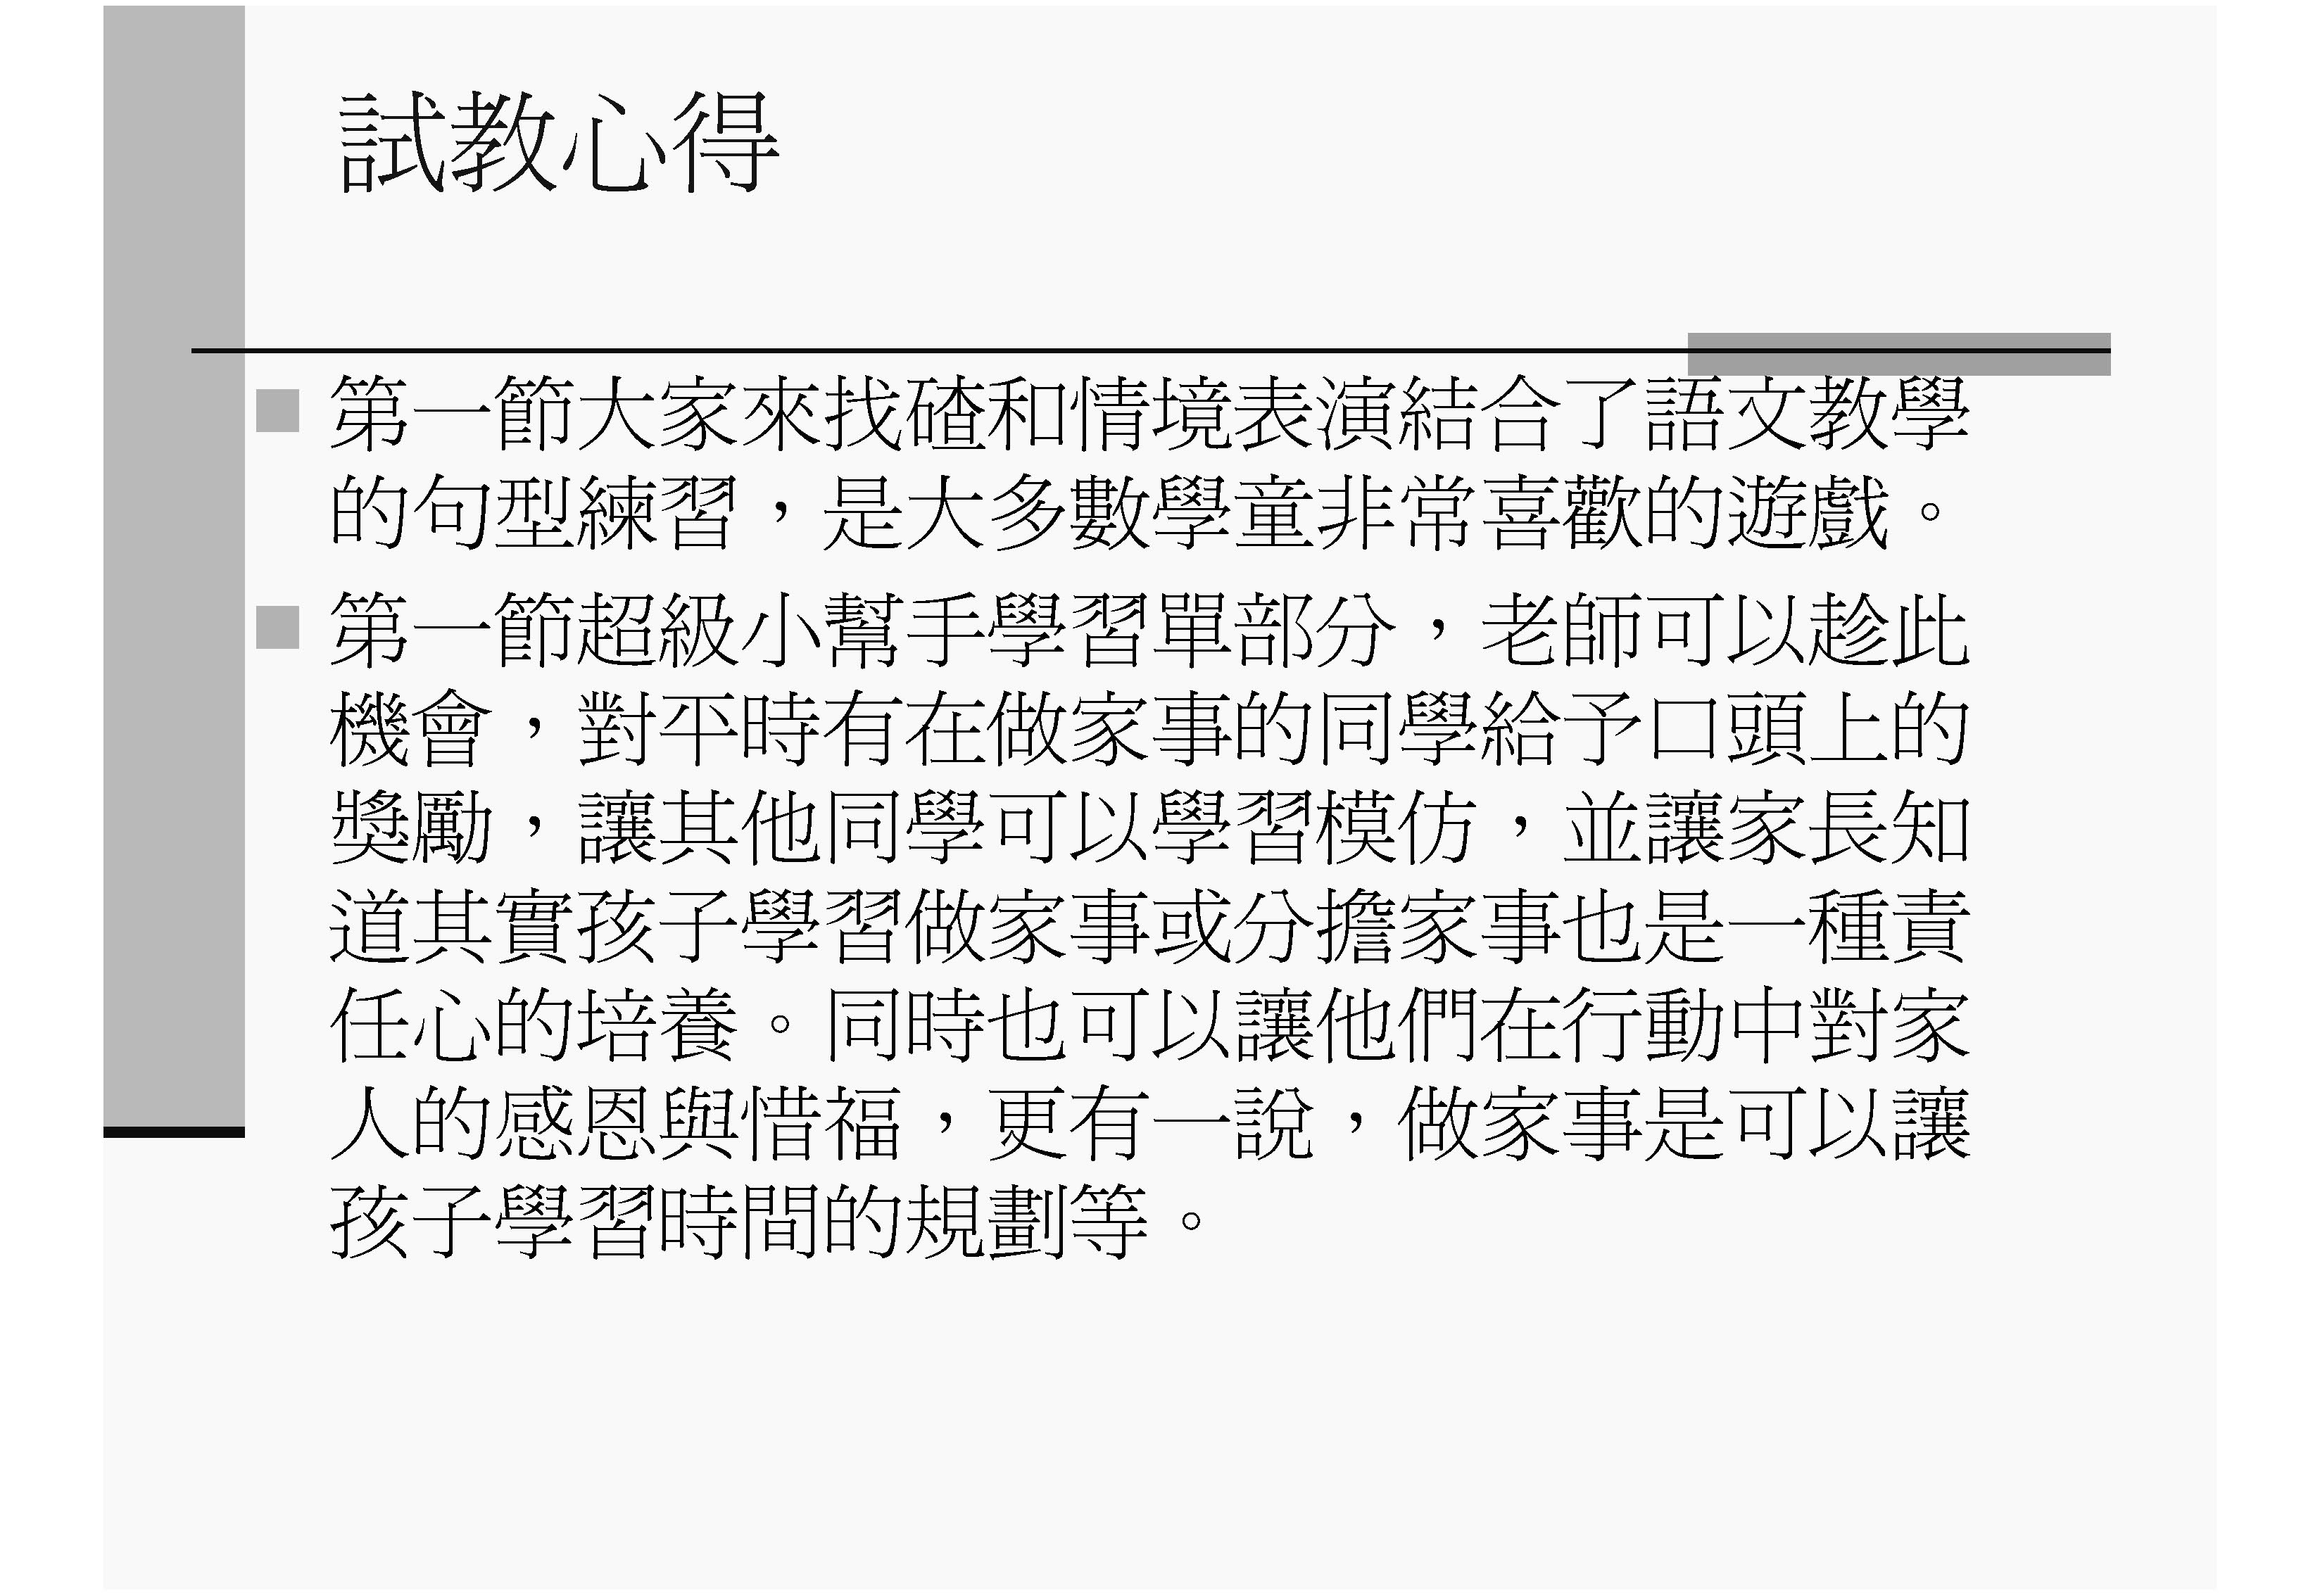 試教心得
第一節大家來找碴和情境表演結合了語文教學
的句型練習，是大多數學童非常喜歡的遊戲。
第一節超級小幫手學習單部分，老師可以趁此
機會，對平時有在做家事的同學給予口頭上的
獎勵，讓其他同學可以學習模仿，並讓家長知
道其實孩子學習做家事或分擔家事也是一種責
任心的培養。同時也可以讓他們在行動中對家
人的感恩與惜福，更有一說，做家事是可以讓
孩子學習時間的規劃等。